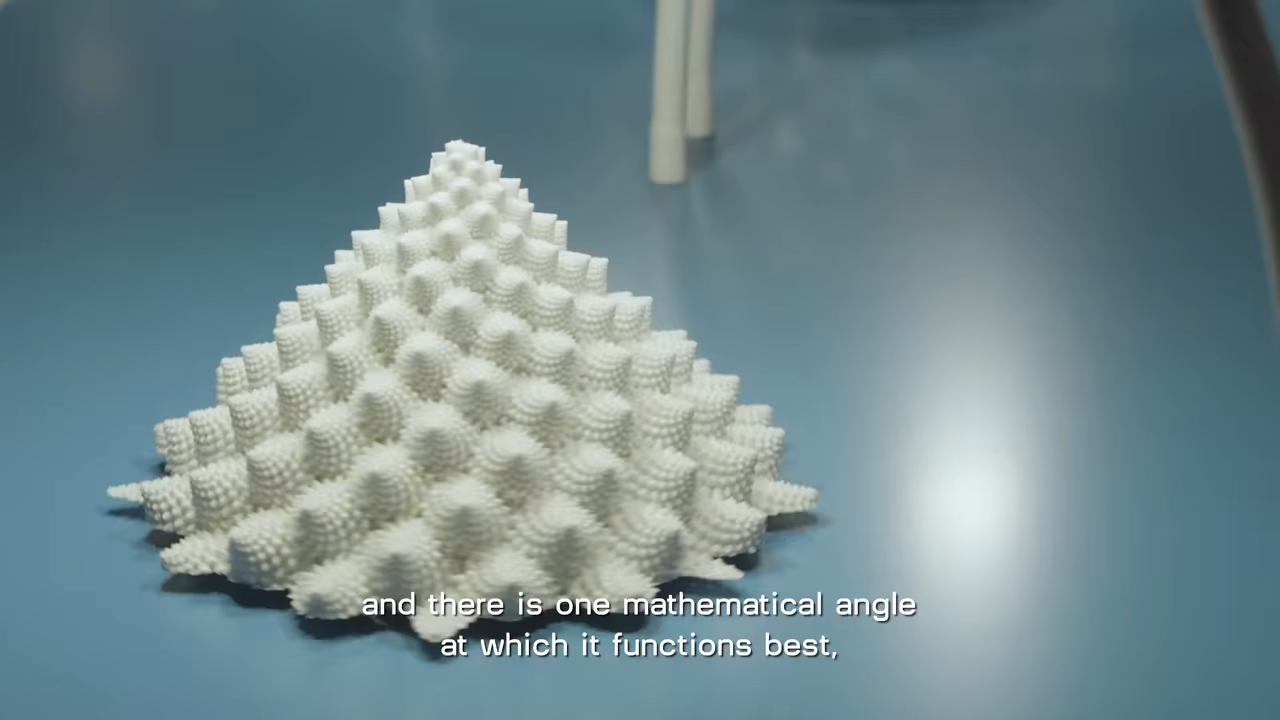 and there is one mathematical angle
at which it functions best,